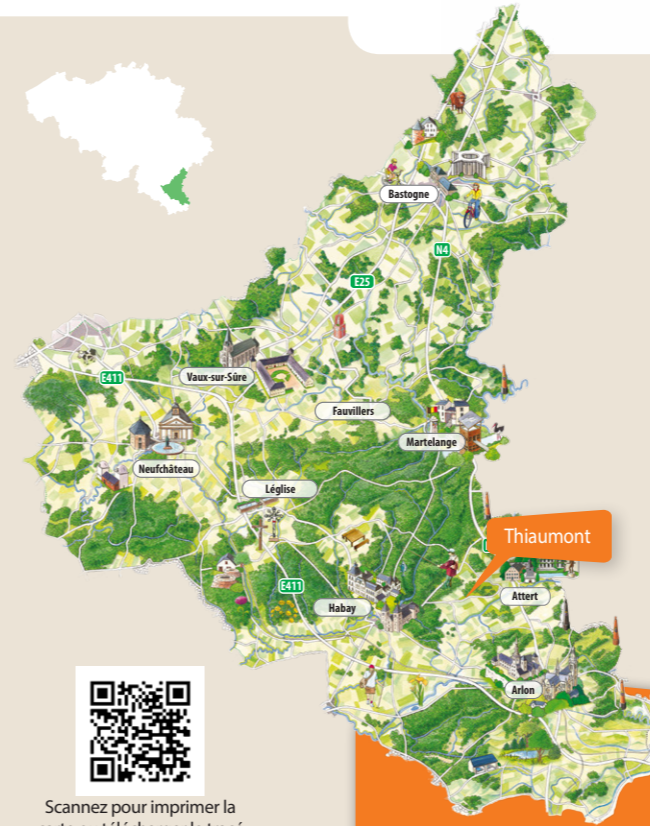 Bastogne
N4
E25
E411
Vaux-sur-Sûre
Fauvillers
Martelange
Neufchâteau
Léglise
Thiaumont
E411
Attert
Habay
Arlon
Scannez pour imprimer la